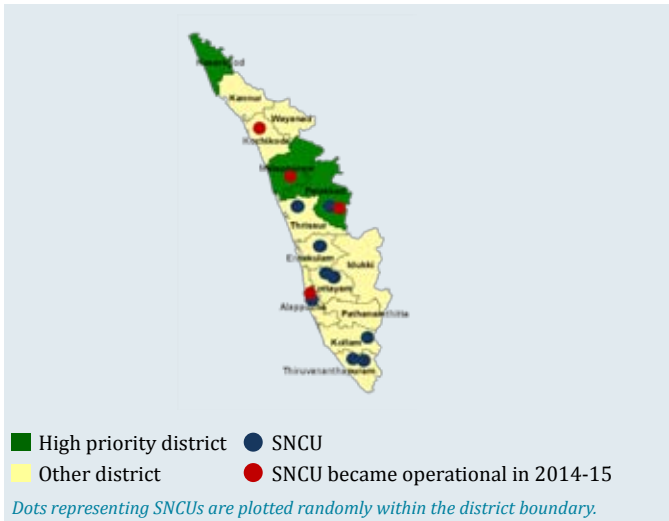 Kannur
Wayanad
Kozhikode
Thrissur
Ernakulam
Idukki
Kottayam
Alappuzha
Pathanamthitta
Kollam
Thiruvananthapuram
High priority district
SNCU
Other district
SNCU became operational in 2014-15
Dots representing SNCUs are plotted randomly within the district boundary.